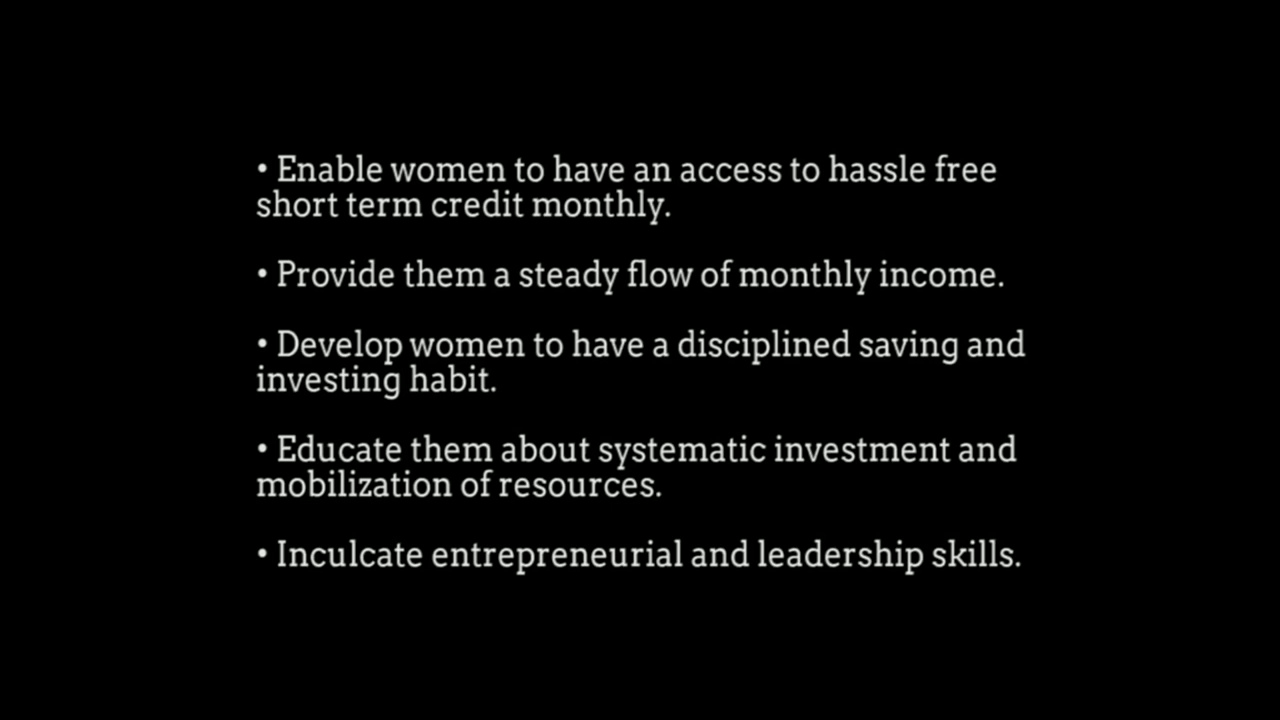 • Enable women to have an access to hassle free
short term credit monthly.
• Provide them a steady flow of monthly income.
• Develop women to have a disciplined saving and
investing habit.
• Educate them about systematic investment and
mobilization of resources.
• Inculcate entrepreneurial and leadership skills.